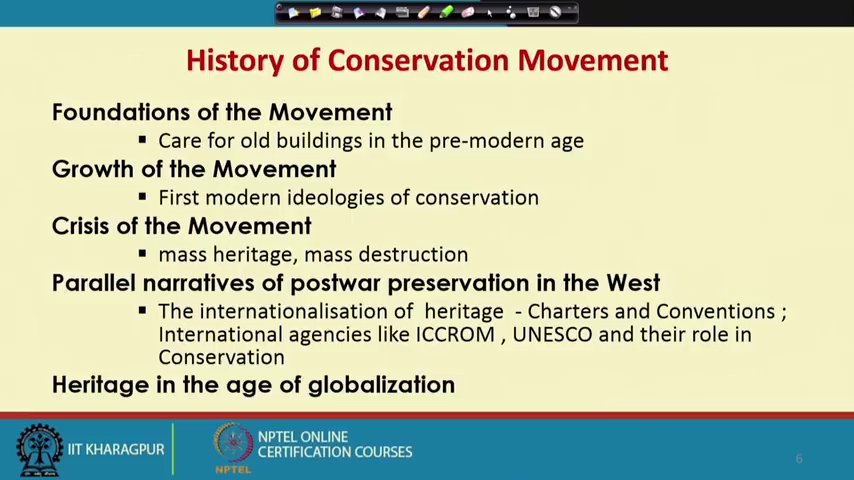 History of Conservation Movement
Foundations of the Movement
▪ Care for old buildings in the pre-modern age
Growth of the Movement
▪ First modern ideologies of conservation
Crisis of the Movement
▪ mass heritage, mass destruction
Parallel narratives of postwar preservation in the West
▪ The internationalisation of heritage - Charters and Conventions ;
International agencies like ICCROM , UNESCO and their role in
Conservation
Heritage in the age of globalization
IIT KHARAGPUR
NPTEL
NPTEL ONLINE
CERTIFICATION COURSES
6